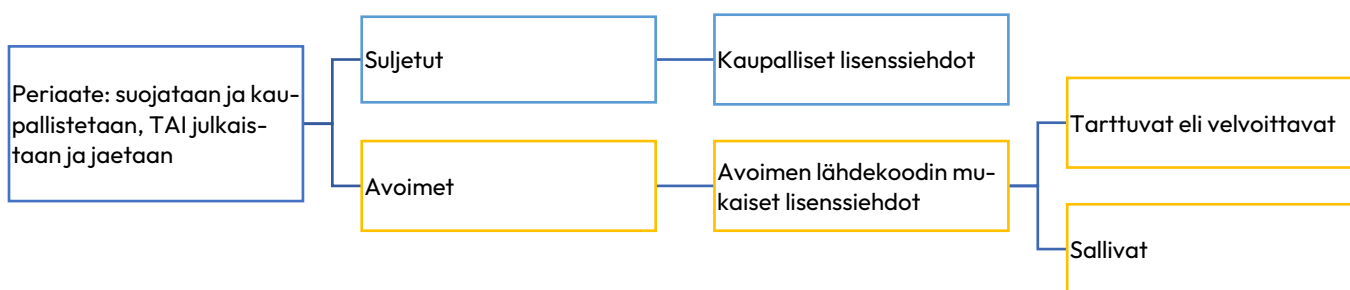 Periaate: suojataan ja kau-
pallistetaan, TAI julkais-
taan ja jaetaan
Suljetut
Kaupalliset lisenssiehdot
Avoimet
Avoimen lähdekoodin mu-
kaiset lisenssiehdot
Tarttuvat eli velvoittavat
Sallivat